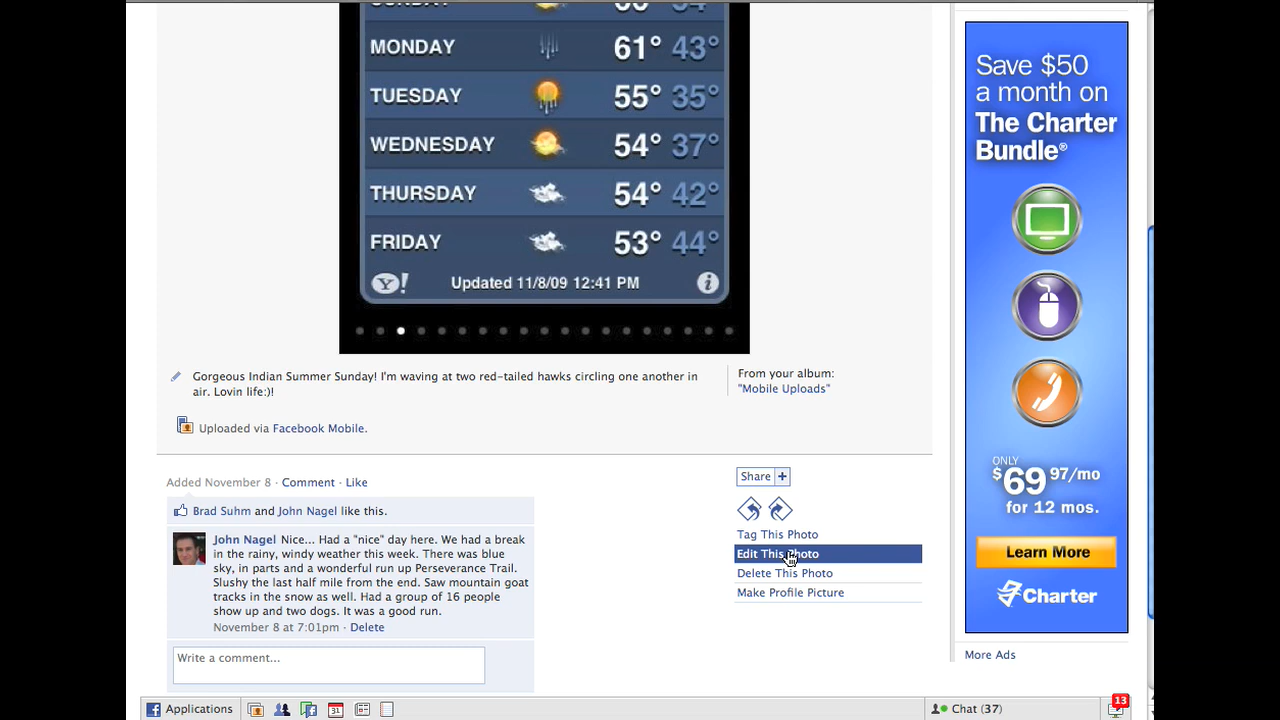 MONDAY 61° 43°
TUESDAY 55° 35°
WEDNESDAY 54° 37°
THURSDAY 54° 42°
FRIDAY 53° 44°
Y! Updated 11/8/09 12:41 PM i
Gorgeous Indian Summer Sunday! I'm waving at two red-tailed hawks circling one another in
air. Lovin life:)!
From your album:
"Mobile Uploads"
Uploaded via Facebook Mobile.
Added November 8 · Comment · Like
Brad Suhm and John Nagel like this.
John Nagel Nice... Had a "nice" day here. We had a break
in the rainy, windy weather this week. There was blue
sky, in parts and a wonderful run up Perseverance Trail.
Slushy the last half mile from the end. Saw mountain goat
tracks in the snow as well. Had a group of 16 people
show up and two dogs. It was a good run.
November 8 at 7:01pm · Delete
Write a comment...
Share +
Tag This Photo
Edit This Photo
Delete This Photo
Make Profile Picture
Save $50
a month on
The Charter
Bundle®
ONLY
$69 97/mo
for 12 mos.
Learn More
Charter
More Ads
Applications
31
Chat (37)
13